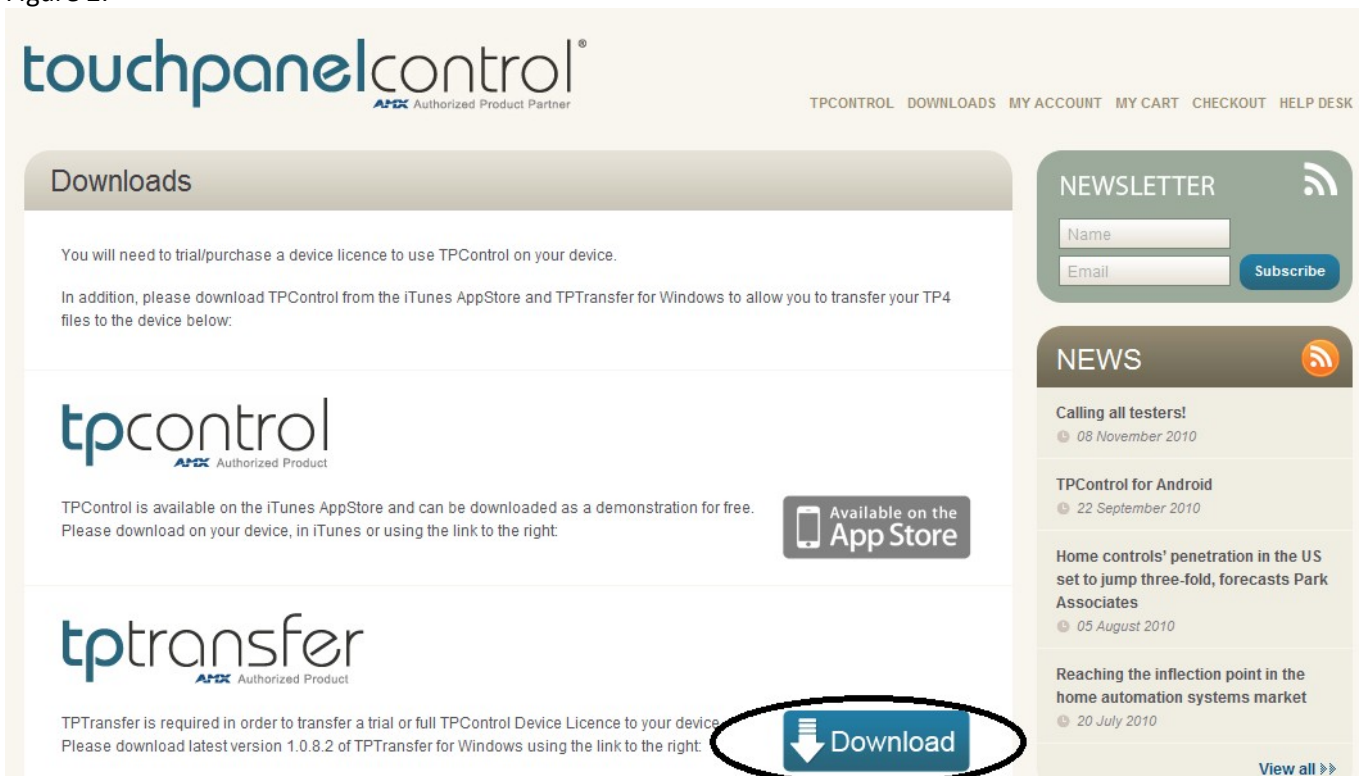 touchpanelcontrol®
AMX Authorized Product Partner
TPCONTROL DOWNLOADS MY ACCOUNT MY CART CHECKOUT HELP DESK
Downloads
You will need to trial/purchase a device licence to use TPControl on your device.
In addition, please download TPControl from the iTunes AppStore and TPTransfer for Windows to allow you to transfer your TP4
files to the device below:
tpcontrol
AMX Authorized Product
TPControl is available on the iTunes AppStore and can be downloaded as a demonstration for free.
Please download on your device, in iTunes or using the link to the right:
Available on the
App Store
tptransfer
AMX Authorized Product
TPTransfer is required in order to transfer a trial or full TPControl Device Licence to your device
Please download latest version 1.0.8.2 of TPTransfer for Windows using the link to the right:
Download
NEWSLETTER
Name
Email
Subscribe
NEWS
Calling all testers!
08 November 2010
TPControl for Android
22 September 2010
Home controls' penetration in the US
set to jump three-fold, forecasts Park
Associates
05 August 2010
Reaching the inflection point in the
home automation systems market
20 July 2010
View all